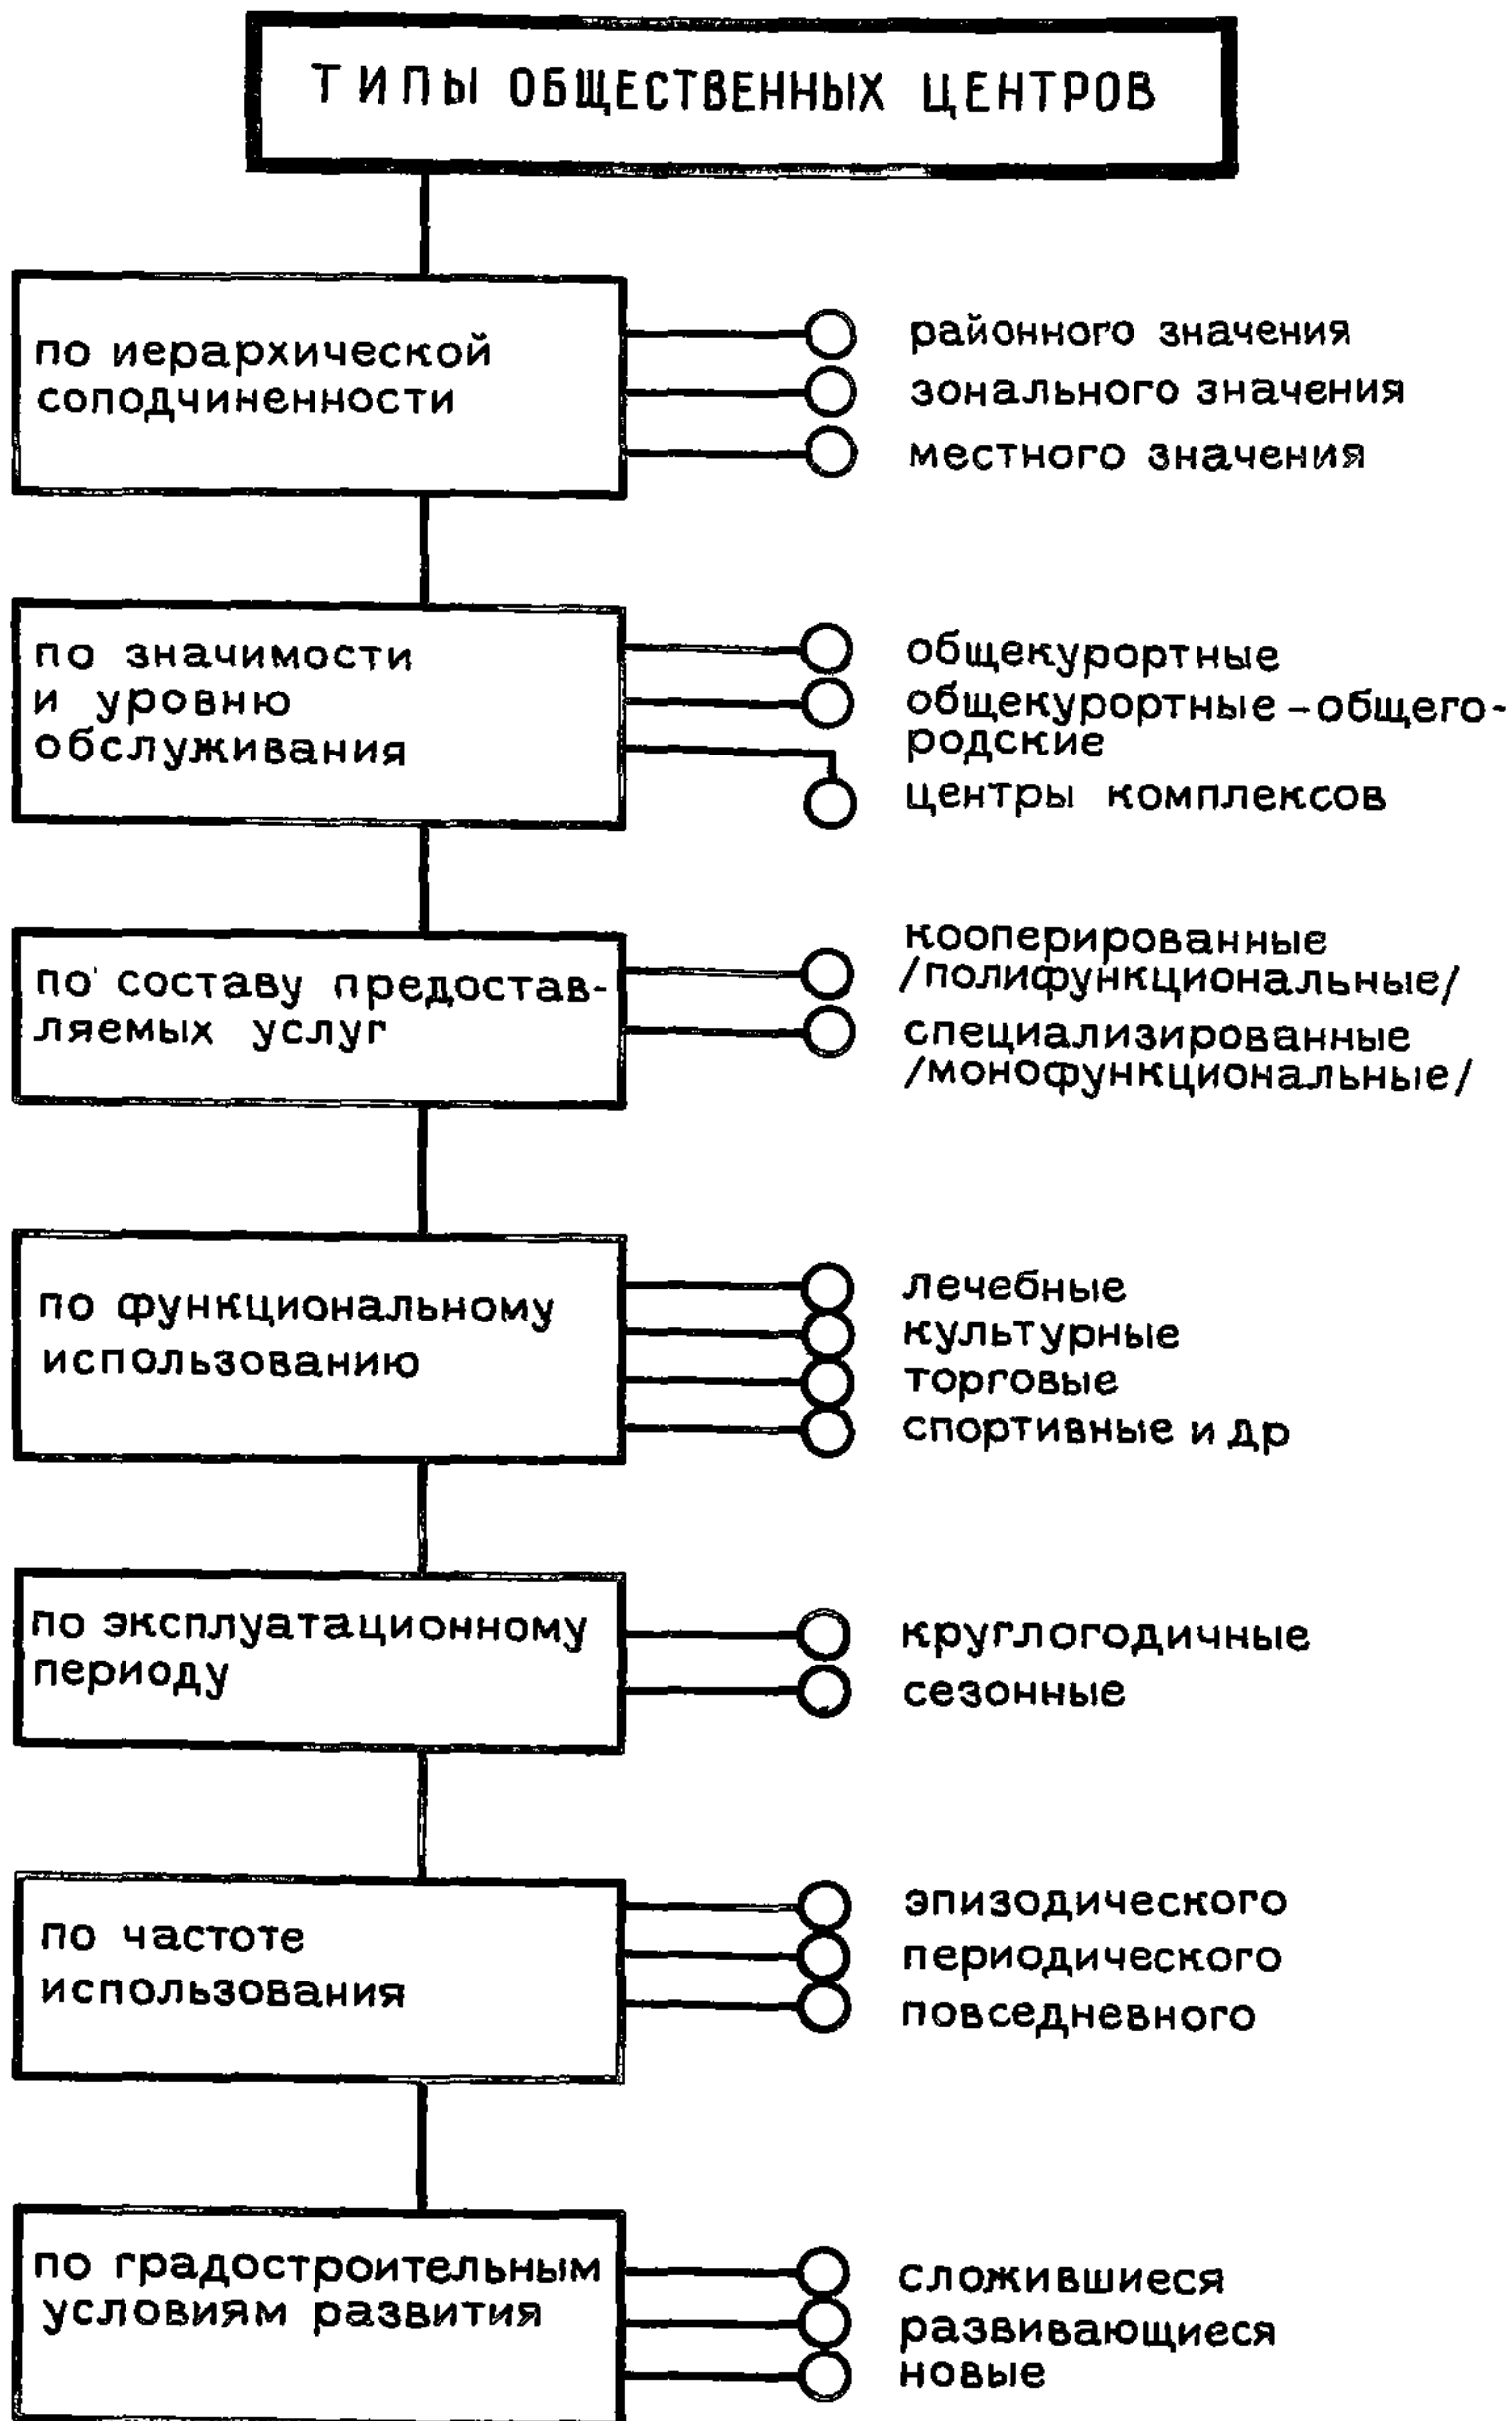 ТИПЫ ОБЩЕСТВЕННЫХ ЦЕНТРОВ
по иерархической
соподчиненности
районного значения
зонального значения
местного значения
по значимости
и уровню
обслуживания
общекурортные
общекурортные – общего-
родские
центры комплексов
по составу предостав-
ляемых услуг
кооперированные
/полифункциональные/
специализированные
/монофункциональные/
по функциональному
использованию
лечебные
культурные
торговые
спортивные и др
по эксплуатационному
периоду
круглогодичные
сезонные
по частоте
использования
эпизодического
периодического
повседневного
по градостроительным
условиям развития
сложившиеся
развивающиеся
новые